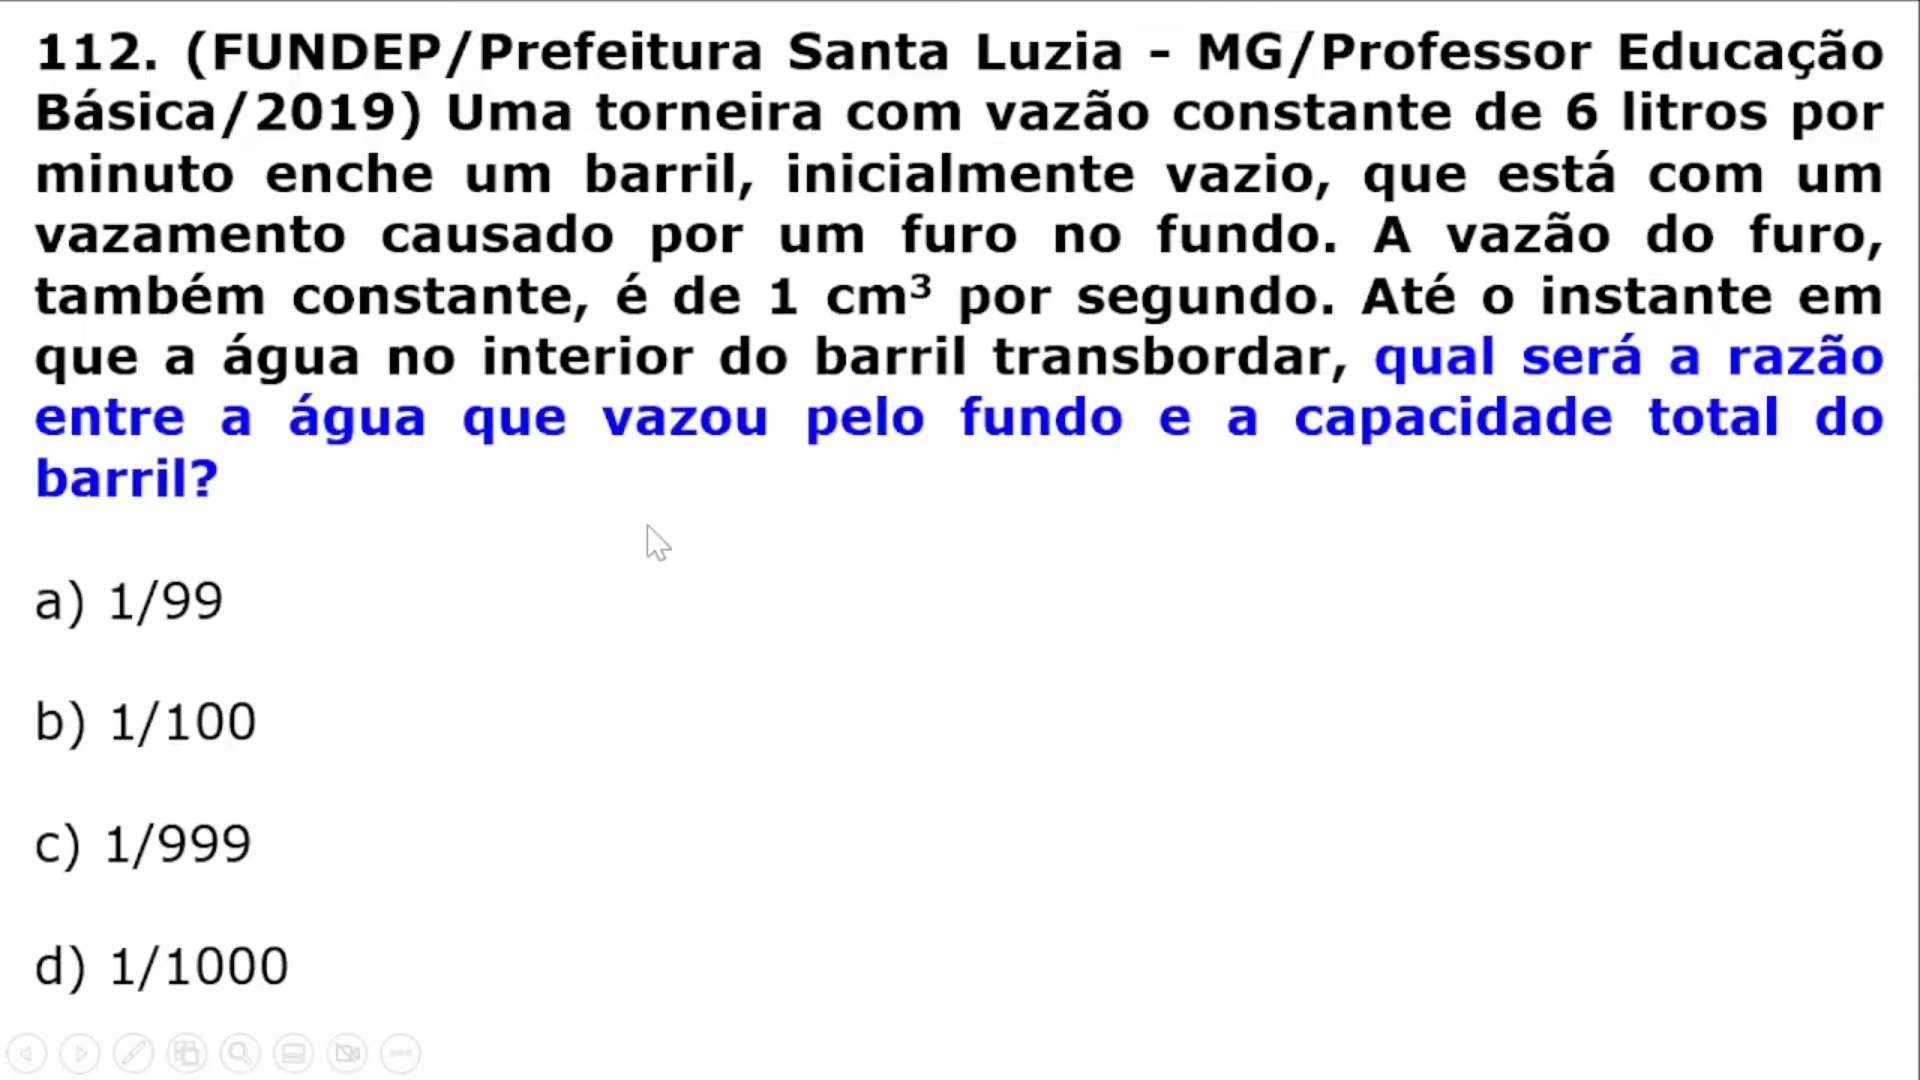 112. (FUNDEP/Prefeitura Santa Luzia - MG/Professor Educação
Básica/2019) Uma torneira com vazão constante de 6 litros por
minuto enche um barril, inicialmente vazio, que está com um
vazamento causado por um furo no fundo. A vazão do furo,
também constante, é de 1 cm³ por segundo. Até o instante em
que a água no interior do barril transbordar, qual será a razão
entre a água que vazou pelo fundo e a capacidade total do
barril?
a) 1/99
b) 1/100
c) 1/999
d) 1/1000